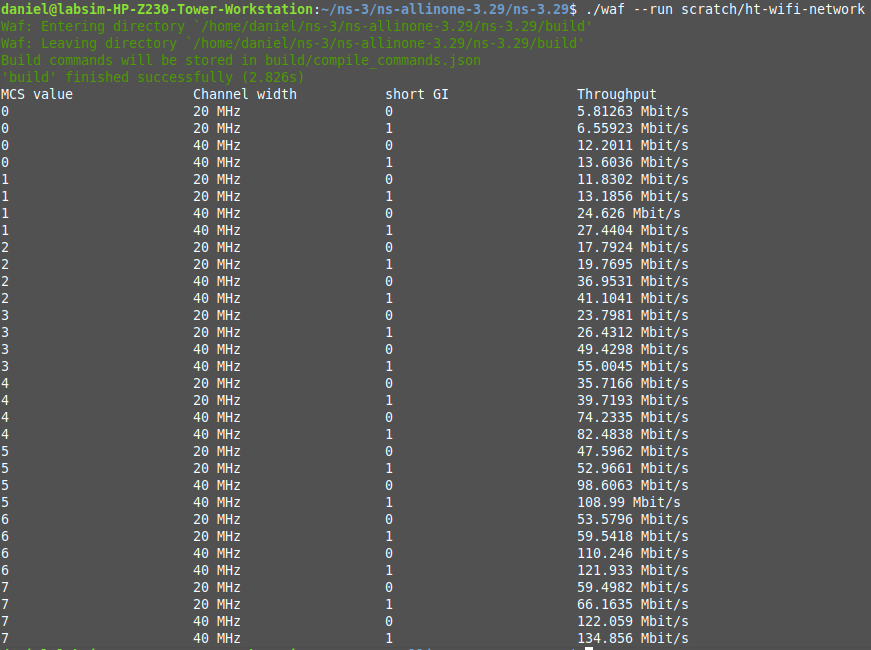 daniel@labsim-HP-Z230-Tower-Workstation:~/ns-3/ns-allinone-3.29/ns-3.29$ ./waf --run scratch/ht-wifi-network
Waf: Entering directory `/home/daniel/ns-3/ns-allinone-3.29/ns-3.29/build'
Waf: Leaving directory `/home/daniel/ns-3/ns-allinone-3.29/ns-3.29/build'
Build commands will be stored in build/compile_commands.json
'build' finished successfully (2.826s)
MCS value Channel width short GI Throughput
0 20 MHz 0 5.81263 Mbit/s
0 20 MHz 1 6.55923 Mbit/s
0 40 MHz 0 12.2011 Mbit/s
0 40 MHz 1 13.6036 Mbit/s
1 20 MHz 0 11.8302 Mbit/s
1 20 MHz 1 13.1856 Mbit/s
1 40 MHz 0 24.626 Mbit/s
1 40 MHz 1 27.4404 Mbit/s
2 20 MHz 0 17.7924 Mbit/s
2 20 MHz 1 19.7695 Mbit/s
2 40 MHz 0 36.9531 Mbit/s
2 40 MHz 1 41.1041 Mbit/s
3 20 MHz 0 23.7981 Mbit/s
3 20 MHz 1 26.4312 Mbit/s
3 40 MHz 0 49.4298 Mbit/s
3 40 MHz 1 55.0045 Mbit/s
4 20 MHz 0 35.7166 Mbit/s
4 20 MHz 1 39.7193 Mbit/s
4 40 MHz 0 74.2335 Mbit/s
4 40 MHz 1 82.4838 Mbit/s
5 20 MHz 0 47.5962 Mbit/s
5 20 MHz 1 52.9661 Mbit/s
5 40 MHz 0 98.6063 Mbit/s
5 40 MHz 1 108.99 Mbit/s
6 20 MHz 0 53.5796 Mbit/s
6 20 MHz 1 59.5418 Mbit/s
6 40 MHz 0 110.246 Mbit/s
6 40 MHz 1 121.933 Mbit/s
7 20 MHz 0 59.4982 Mbit/s
7 20 MHz 1 66.1635 Mbit/s
7 40 MHz 0 122.059 Mbit/s
7 40 MHz 1 134.856 Mbit/s